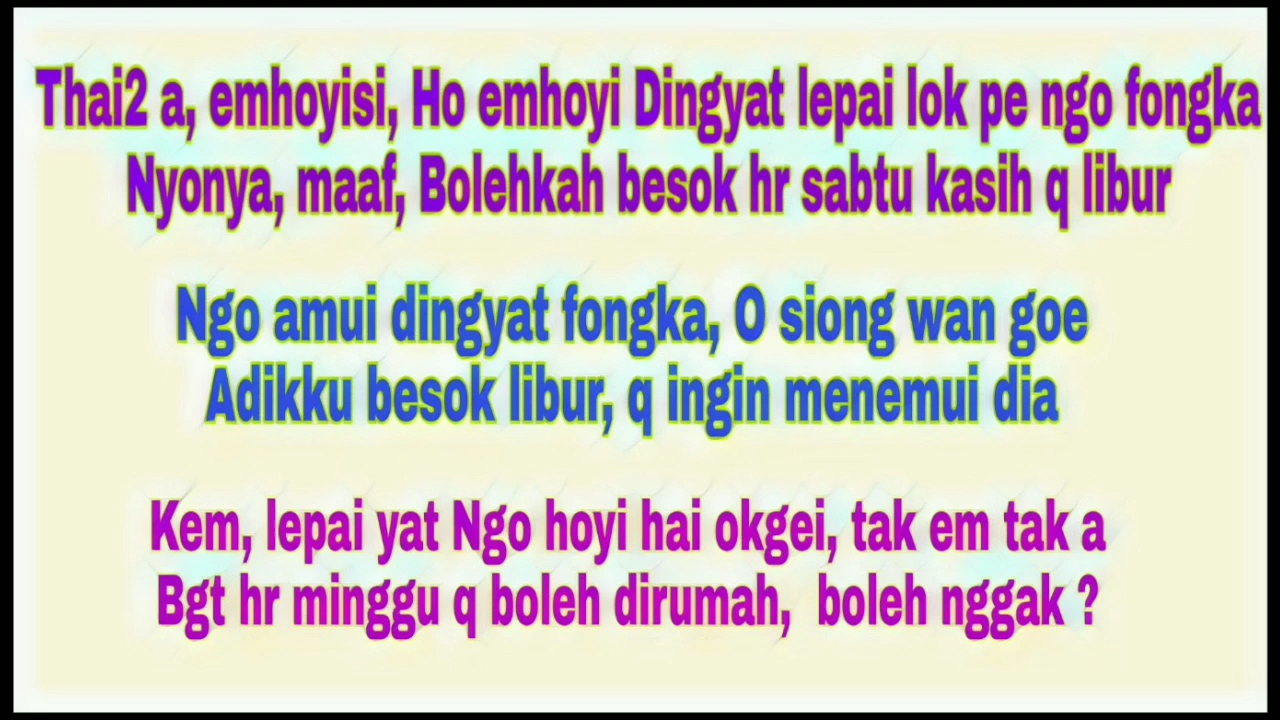 Thai2 a, emhoyisi, Ho emhoyi Dingyat lepai lok pe ngo fongka
Nyonya, maaf, Bolehkah besok hr sabtu kasih q libur
Ngo amui dingyat fongka, O siong wan goe
Adikku besok libur, q ingin menemui dia
Kem, lepai yat Ngo hoyi hai okgei, tak em tak a
Bgt hr minggu q boleh dirumah, boleh nggak ?